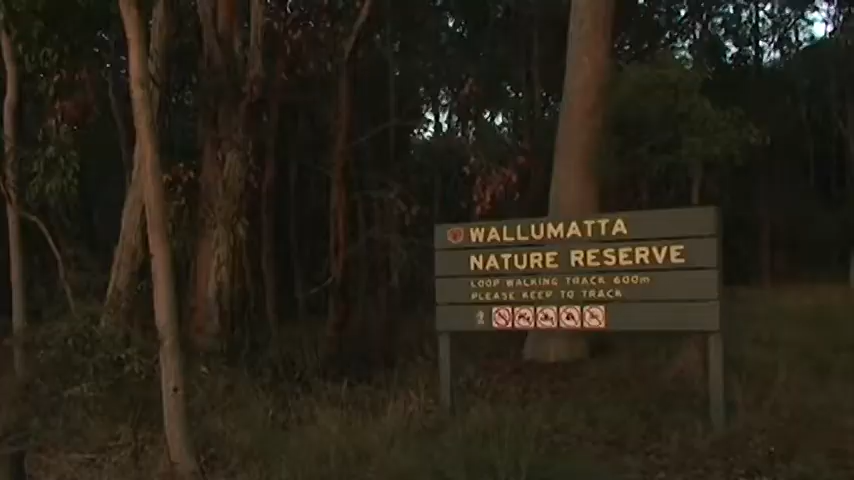 WALLUMATTA
NATURE RESERVE
LOOP WALKING TRACK 600m
PLEASE KEEP TO TRACK